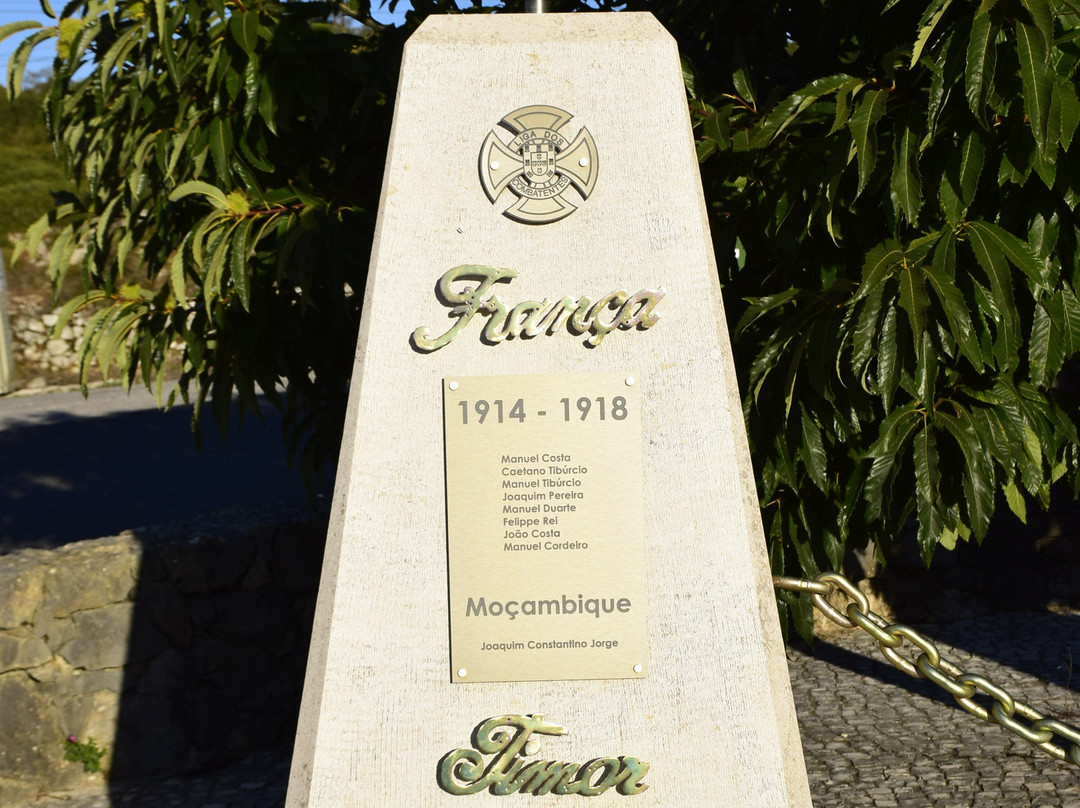 LIGA DOS
COMBATENTES
França
1914 - 1918
Manuel Costa
Caetano Tibúrcio
Manuel Tibúrcio
Joaquim Pereira
Manuel Duarte
Felippe Rei
João Costa
Manuel Cordeiro
Moçambique
Joaquim Constantino Jorge
Timor